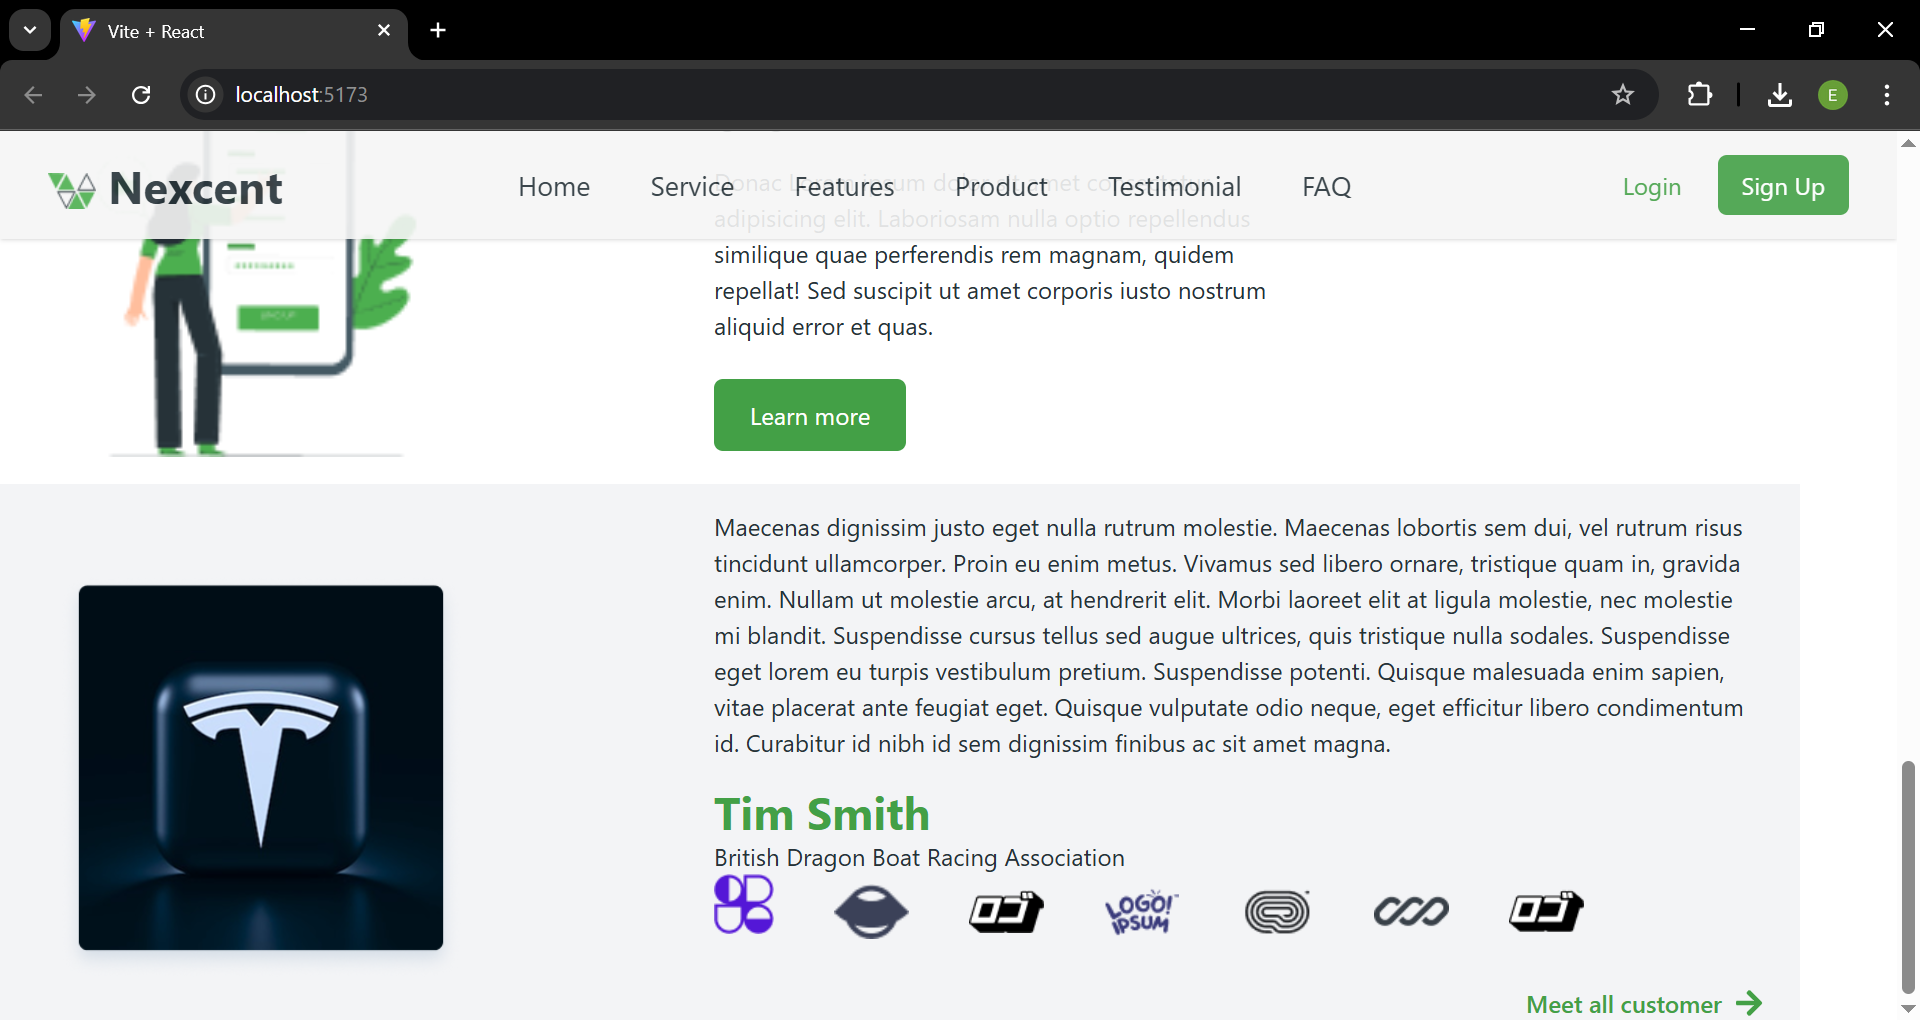 Vite + React
localhost:5173
Nexcent
Home Service Features Product Testimonial FAQ
Login Sign Up
Donac Lorem ipsum dolor sit amet consectetur
adipisicing elit. Laboriosam nulla optio repellendus
similique quae perferendis rem magnam, quidem
repellat! Sed suscipit ut amet corporis iusto nostrum
aliquid error et quas.
Learn more
Maecenas dignissim justo eget nulla rutrum molestie. Maecenas lobortis sem dui, vel rutrum risus
tincidunt ullamcorper. Proin eu enim metus. Vivamus sed libero ornare, tristique quam in, gravida
enim. Nullam ut molestie arcu, at hendrerit elit. Morbi laoreet elit at ligula molestie, nec molestie
mi blandit. Suspendisse cursus tellus sed augue ultrices, quis tristique nulla sodales. Suspendisse
eget lorem eu turpis vestibulum pretium. Suspendisse potenti. Quisque malesuada enim sapien,
vitae placerat ante feugiat eget. Quisque vulputate odio neque, eget efficitur libero condimentum
id. Curabitur id nibh id sem dignissim finibus ac sit amet magna.
Tim Smith
British Dragon Boat Racing Association
LOGO!
IPSUM
Meet all customer
E